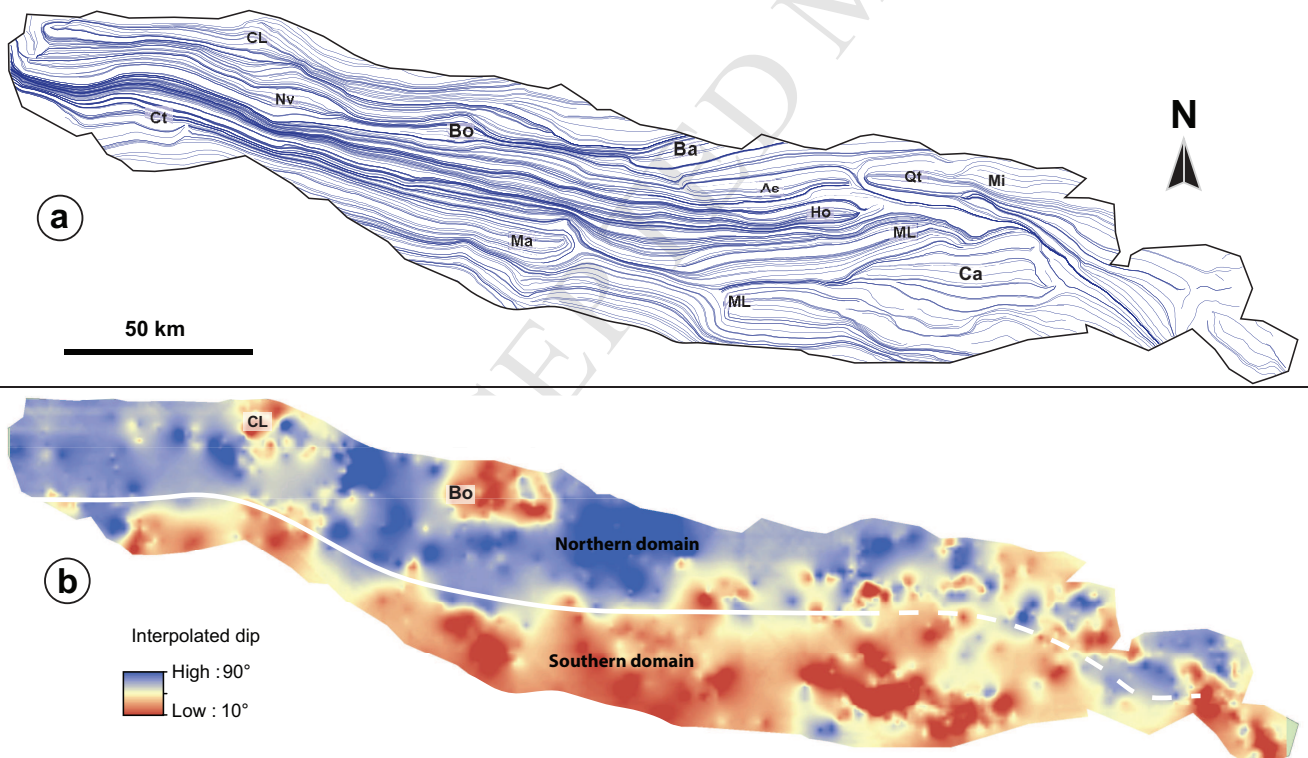 CL
Nv
Ct
Bo
Ba
N
Qt
Mi
Ho
a
Ma
ML
Ca
ML
50 km
CL
Bo
Northern domain
b
Interpolated dip
Southern domain
High : 90°
Low : 10°